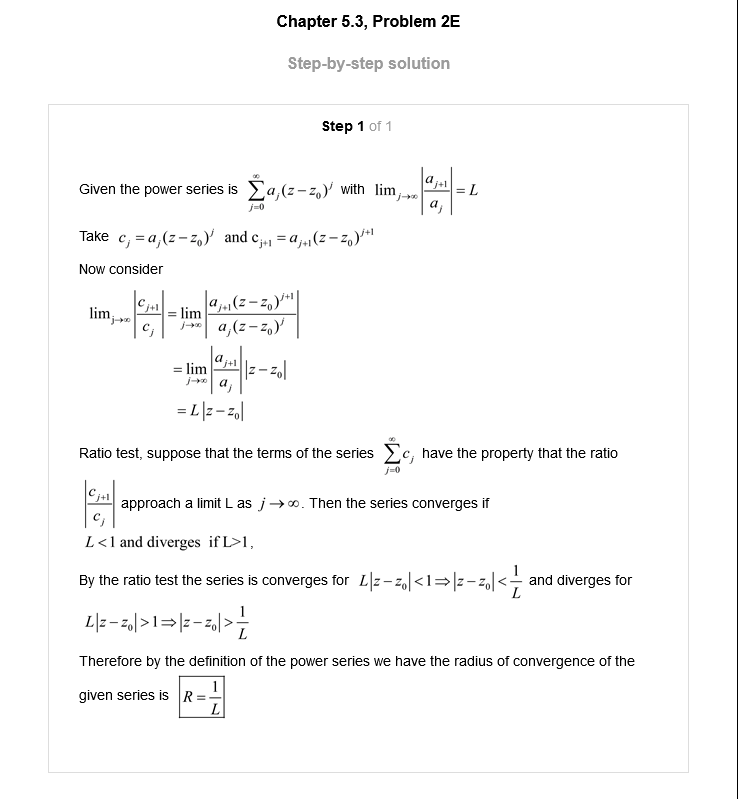 Chapter 5.3, Problem 2E
Step-by-step solution
Step 1 of 1
Given the power series is $\sum_{j=0}^{\infty} a_j (z-z_0)^j$ with $\lim_{j\to\infty} \left|\frac{a_{j+1}}{a_j}\right| = L$
Take $c_j = a_j (z-z_0)^j$ and $c_{j+1} = a_{j+1} (z-z_0)^{j+1}$
Now consider
$\lim_{j\to\infty} \left|\frac{c_{j+1}}{c_j}\right| = \lim_{j\to\infty} \left|\frac{a_{j+1}(z-z_0)^{j+1}}{a_j(z-z_0)^j}\right|$
$= \lim_{j\to\infty} \left|\frac{a_{j+1}}{a_j}\right| |z-z_0|$
$= L|z-z_0|$
Ratio test, suppose that the terms of the series $\sum_{j=0}^{\infty} c_j$ have the property that the ratio
$\left|\frac{c_{j+1}}{c_j}\right|$ approach a limit L as $j \to \infty$. Then the series converges if
$L<1$ and diverges if L>1,
By the ratio test the series is converges for $L|z-z_0|<1 \Rightarrow |z-z_0|<\frac{1}{L}$ and diverges for
$L|z-z_0|>1 \Rightarrow |z-z_0|>\frac{1}{L}$
Therefore by the definition of the power series we have the radius of convergence of the
given series is $R = \frac{1}{L}$